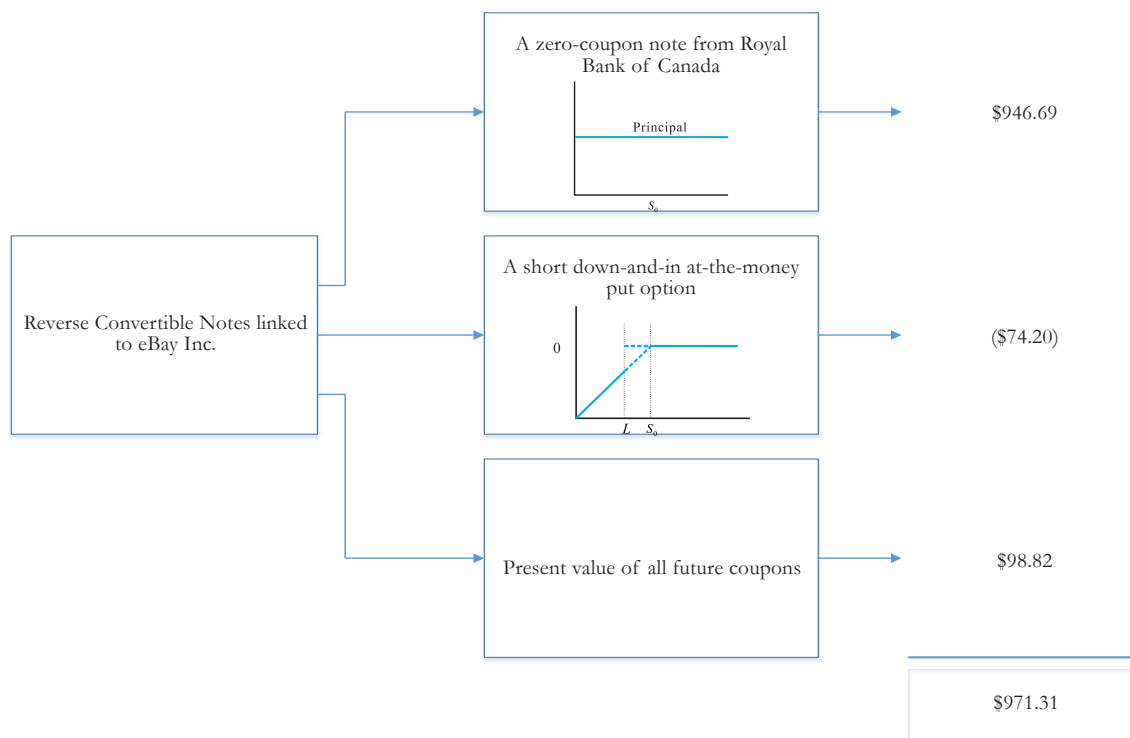 A zero-coupon note from Royal
Bank of Canada
Principal
S₀
$946.69
Reverse Convertible Notes linked
to eBay Inc.
A short down-and-in at-the-money
put option
0
L S₀
($74.20)
Present value of all future coupons
$98.82
$971.31